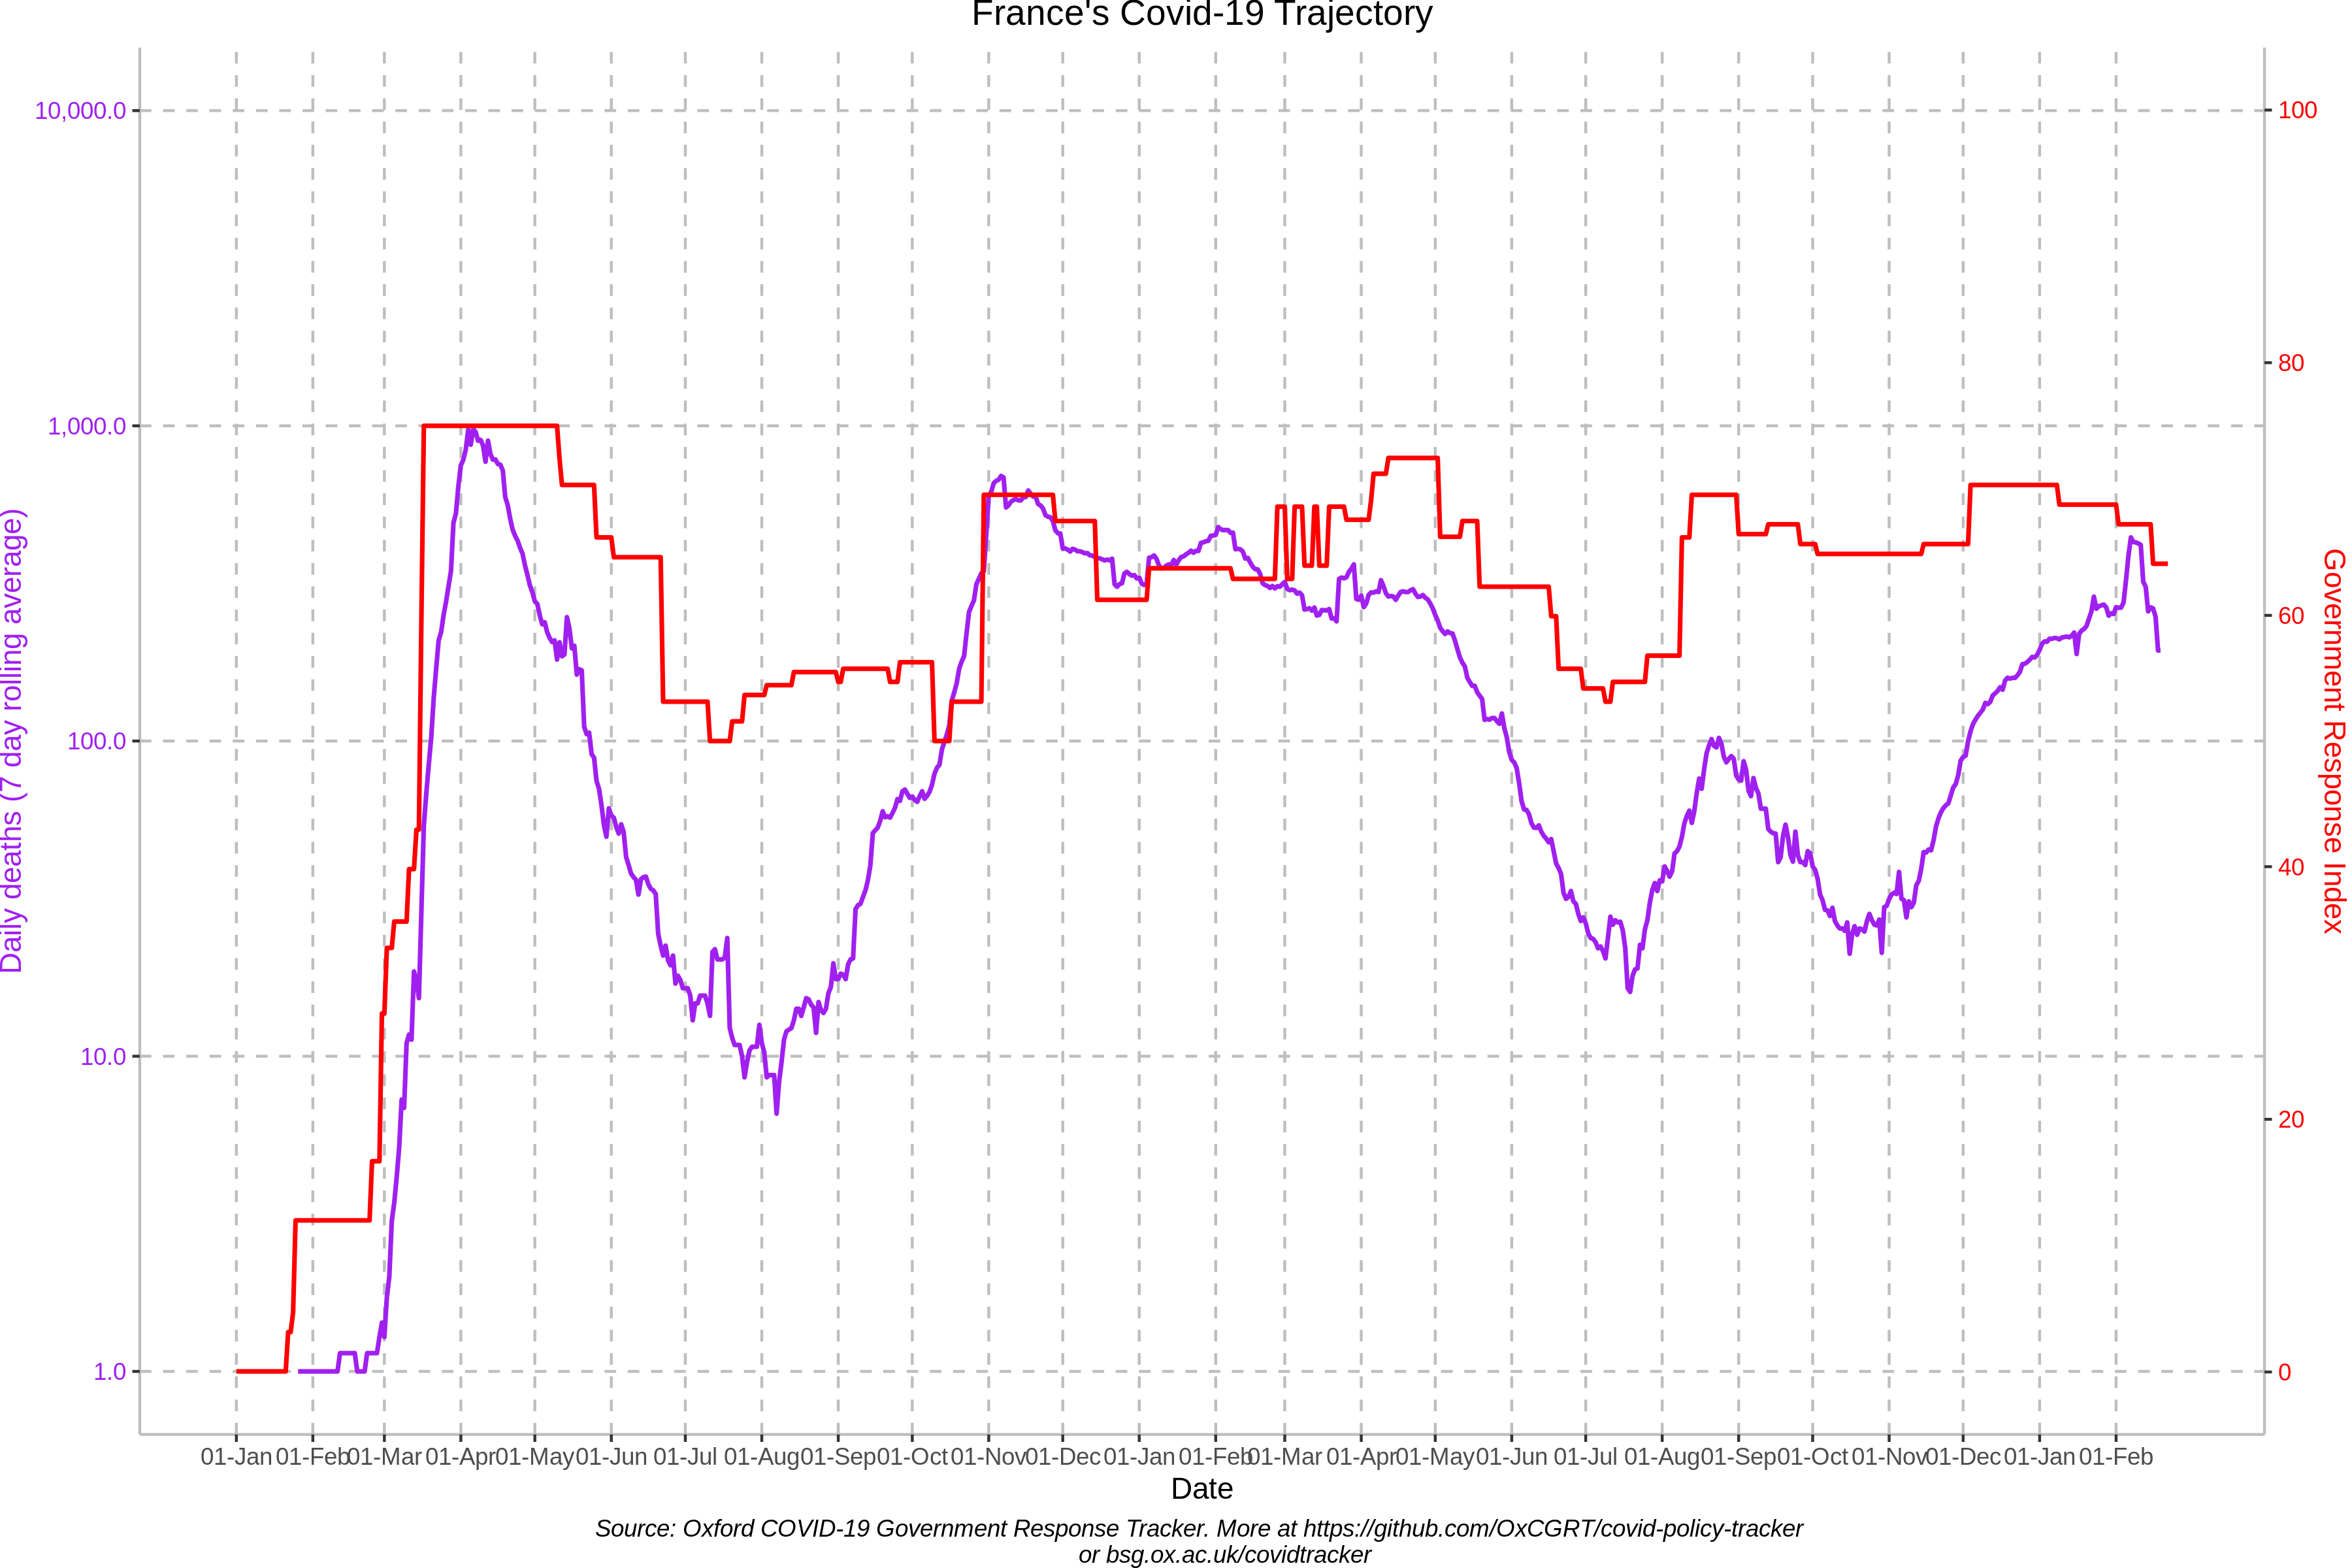 France's Covid-19 Trajectory
10,000.0
1,000.0
100.0
10.0
1.0
Daily deaths (7 day rolling average)
100
80
60
40
20
0
Government Response Index
01-Jan 01-Feb 01-Mar 01-Apr 01-May 01-Jun 01-Jul 01-Aug 01-Sep 01-Oct 01-Nov 01-Dec 01-Jan 01-Feb 01-Mar 01-Apr 01-May 01-Jun 01-Jul 01-Aug 01-Sep 01-Oct 01-Nov 01-Dec 01-Jan 01-Feb
Date
Source: Oxford COVID-19 Government Response Tracker. More at https://github.com/OxCGRT/covid-policy-tracker
or bsg.ox.ac.uk/covidtracker